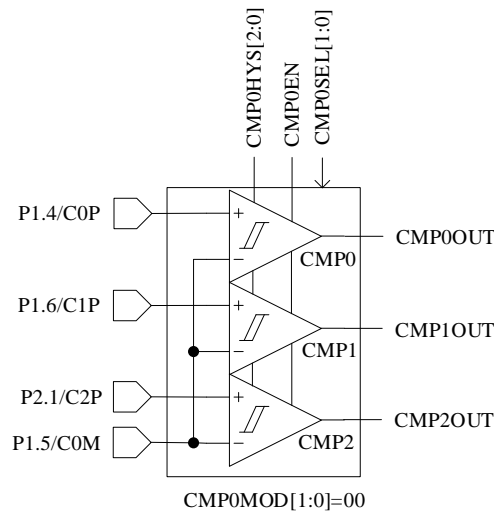 CMP0HYS[2:0]
CMP0EN
CMP0SEL[1:0]
P1.4/C0P
+
-
CMP0
CMP0OUT
P1.6/C1P
+
-
CMP1
CMP1OUT
P2.1/C2P
+
-
CMP2
CMP2OUT
P1.5/C0M
CMP0MOD[1:0]=00